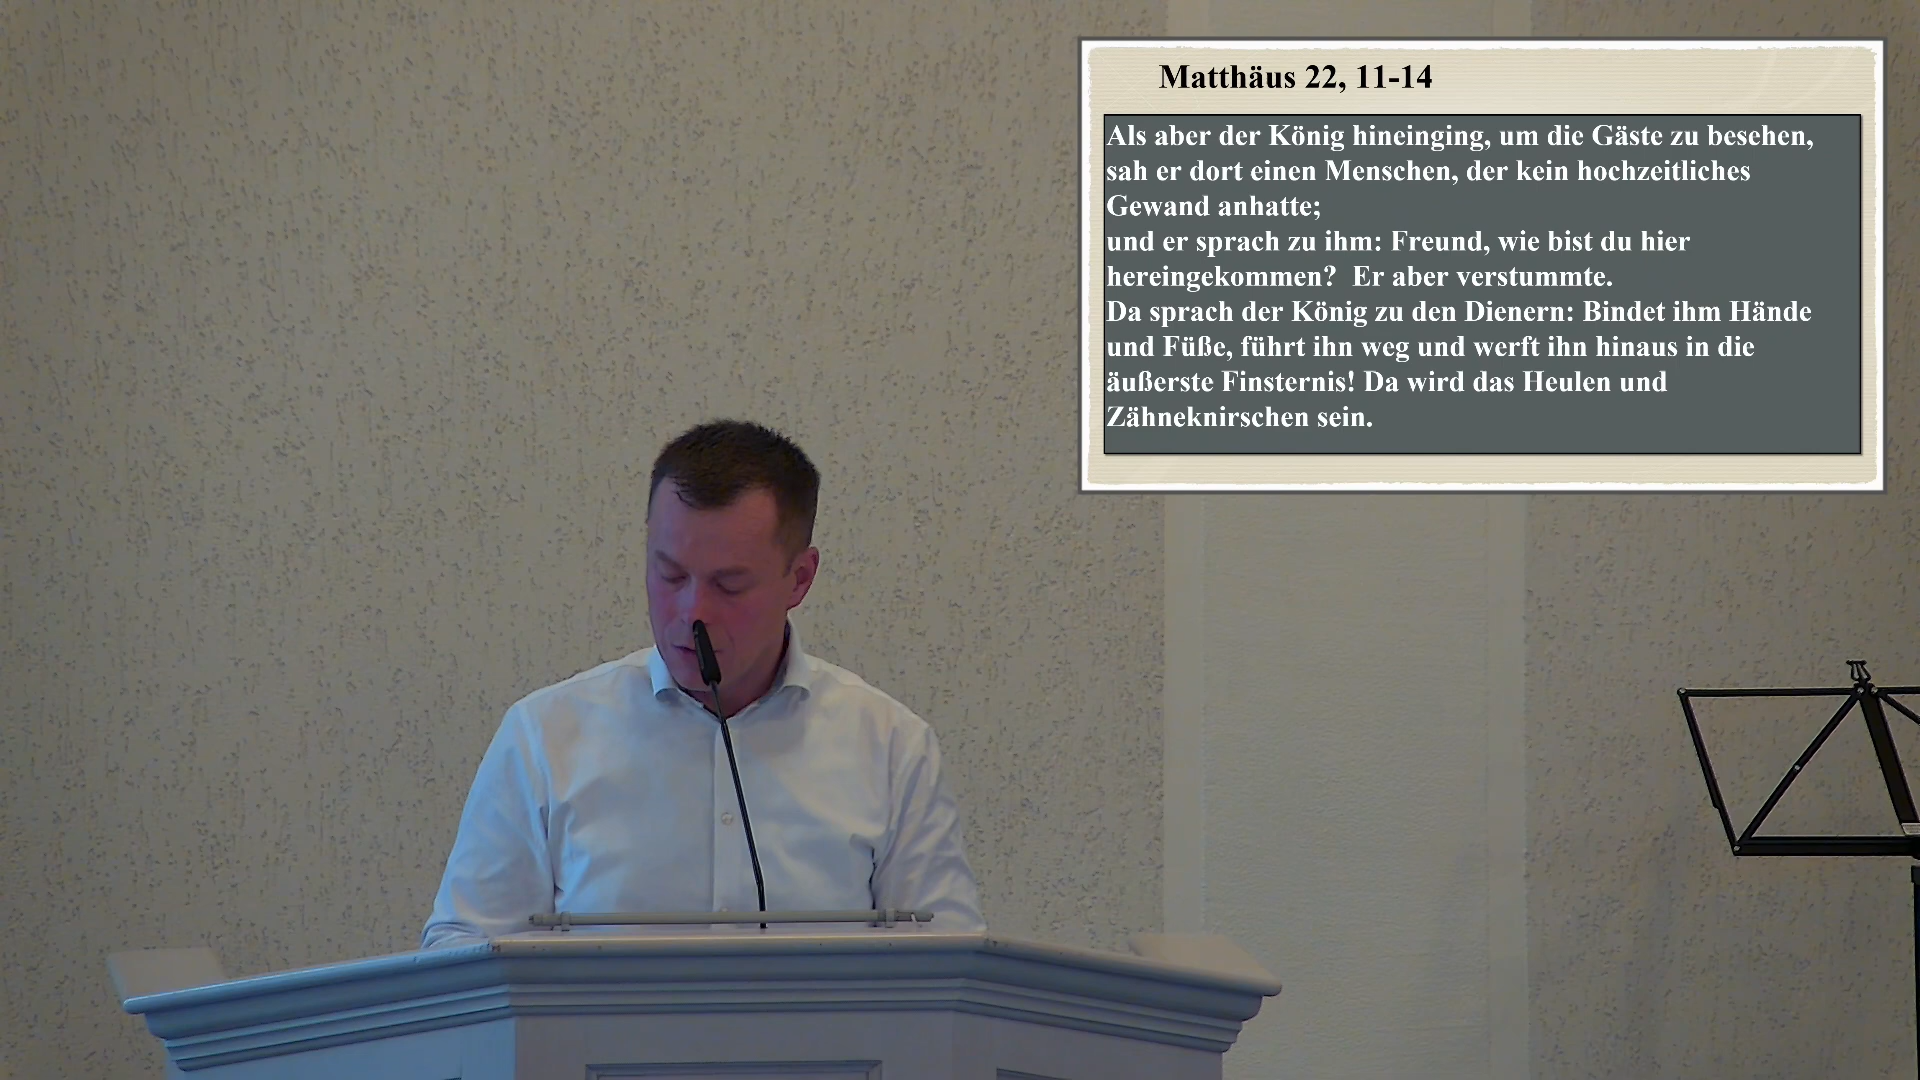 Matthäus 22, 11-14
Als aber der König hineinging, um die Gäste zu besehen,
sah er dort einen Menschen, der kein hochzeitliches
Gewand anhatte;
und er sprach zu ihm: Freund, wie bist du hier
hereingekommen?  Er aber verstummte.
Da sprach der König zu den Dienern: Bindet ihm Hände
und Füße, führt ihn weg und werft ihn hinaus in die
äußerste Finsternis! Da wird das Heulen und
Zähneknirschen sein.